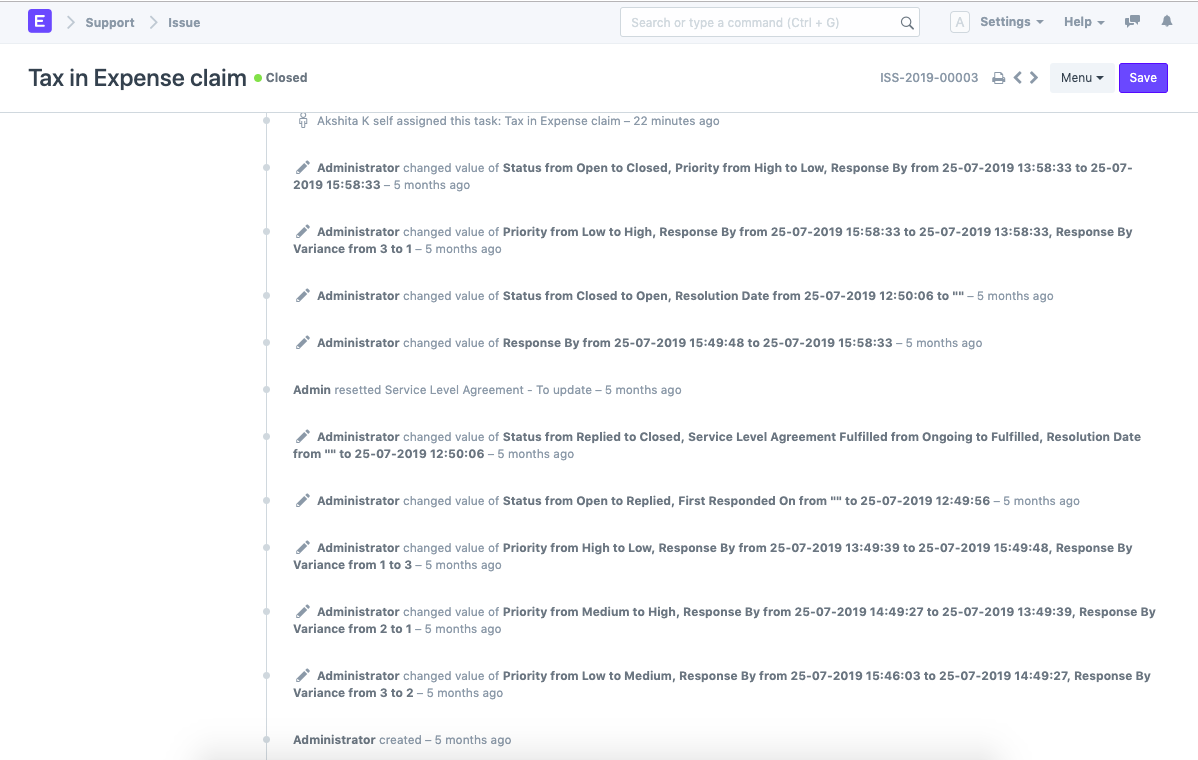 E Support Issue Search or type a command (Ctrl + G) A Settings Help
Tax in Expense claim Closed ISS-2019-00003 Menu Save
Akshita K self assigned this task: Tax in Expense claim – 22 minutes ago
Administrator changed value of Status from Open to Closed, Priority from High to Low, Response By from 25-07-2019 13:58:33 to 25-07-
2019 15:58:33 – 5 months ago
Administrator changed value of Priority from Low to High, Response By from 25-07-2019 15:58:33 to 25-07-2019 13:58:33, Response By
Variance from 3 to 1 – 5 months ago
Administrator changed value of Status from Closed to Open, Resolution Date from 25-07-2019 12:50:06 to "" – 5 months ago
Administrator changed value of Response By from 25-07-2019 15:49:48 to 25-07-2019 15:58:33 – 5 months ago
Admin resetted Service Level Agreement - To update – 5 months ago
Administrator changed value of Status from Replied to Closed, Service Level Agreement Fulfilled from Ongoing to Fulfilled, Resolution Date
from "" to 25-07-2019 12:50:06 – 5 months ago
Administrator changed value of Status from Open to Replied, First Responded On from "" to 25-07-2019 12:49:56 – 5 months ago
Administrator changed value of Priority from High to Low, Response By from 25-07-2019 13:49:39 to 25-07-2019 15:49:48, Response By
Variance from 1 to 3 – 5 months ago
Administrator changed value of Priority from Medium to High, Response By from 25-07-2019 14:49:27 to 25-07-2019 13:49:39, Response By
Variance from 2 to 1 – 5 months ago
Administrator changed value of Priority from Low to Medium, Response By from 25-07-2019 15:46:03 to 25-07-2019 14:49:27, Response By
Variance from 3 to 2 – 5 months ago
Administrator created – 5 months ago